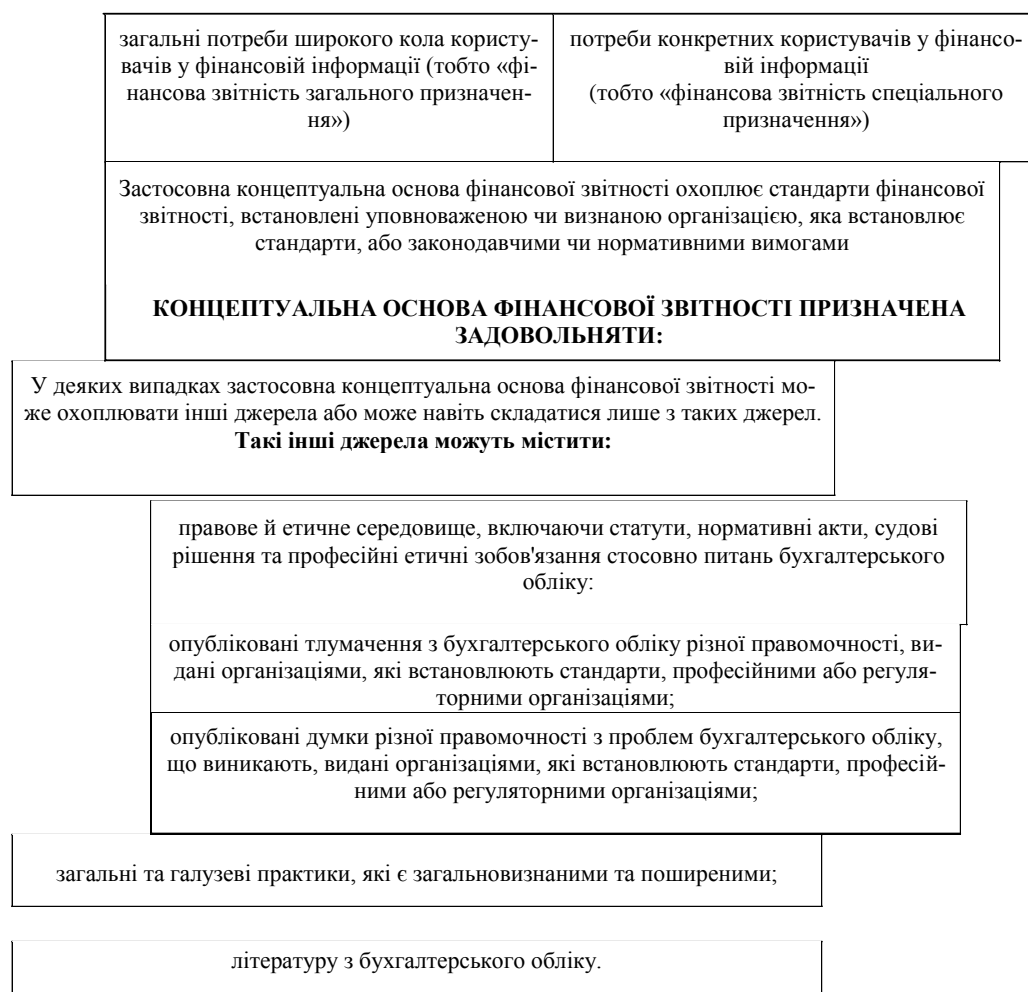 загальні потреби широкого кола користу-
вачів у фінансовій інформації (тобто «фі-
нансова звітність загального призначен-
ня»)
потреби конкретних користувачів у фінансо-
вій інформації
(тобто «фінансова звітність спеціального
призначення»)
Застосовна концептуальна основа фінансової звітності охоплює стандарти фінансової
звітності, встановлені уповноваженою чи визнаною організацією, яка встановлює
стандарти, або законодавчими чи нормативними вимогами
КОНЦЕПТУАЛЬНА ОСНОВА ФІНАНСОВОЇ ЗВІТНОСТІ ПРИЗНАЧЕНА
ЗАДОВОЛЬНЯТИ:
У деяких випадках застосовна концептуальна основа фінансової звітності мо-
же охоплювати інші джерела або може навіть складатися лише з таких джерел.
Такі інші джерела можуть містити:
правове й етичне середовище, включаючи статути, нормативні акти, судові
рішення та професійні етичні зобов'язання стосовно питань бухгалтерського
обліку:
опубліковані тлумачення з бухгалтерського обліку різної правомочності, ви-
дані організаціями, які встановлюють стандарти, професійними або регуля-
торними організаціями;
опубліковані думки різної правомочності з проблем бухгалтерського обліку,
що виникають, видані організаціями, які встановлюють стандарти, професій-
ними або регуляторними організаціями;
загальні та галузеві практики, які є загальновизнаними та поширеними;
літературу з бухгалтерського обліку.